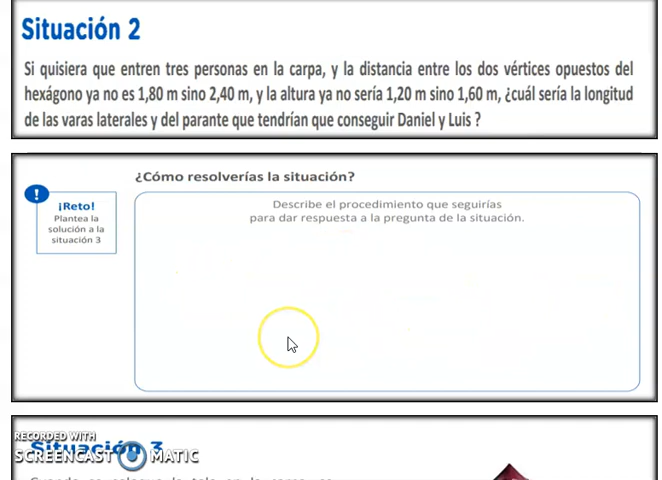 Situación 2
Si quisiera que entren tres personas en la carpa, y la distancia entre los dos vértices opuestos del
hexágono ya no es 1,80 m sino 2,40 m, y la altura ya no sería 1,20 m sino 1,60 m, ¿cuál sería la longitud
de las varas laterales y del parante que tendrían que conseguir Daniel y Luis ?
¿Cómo resolverías la situación?
!
¡Reto!
Plantea la
solución a la
situación 3
Describe el procedimiento que seguirías
para dar respuesta a la pregunta de la situación.
RECORDED WITH
Situación 3
SCREENCAST MATIC